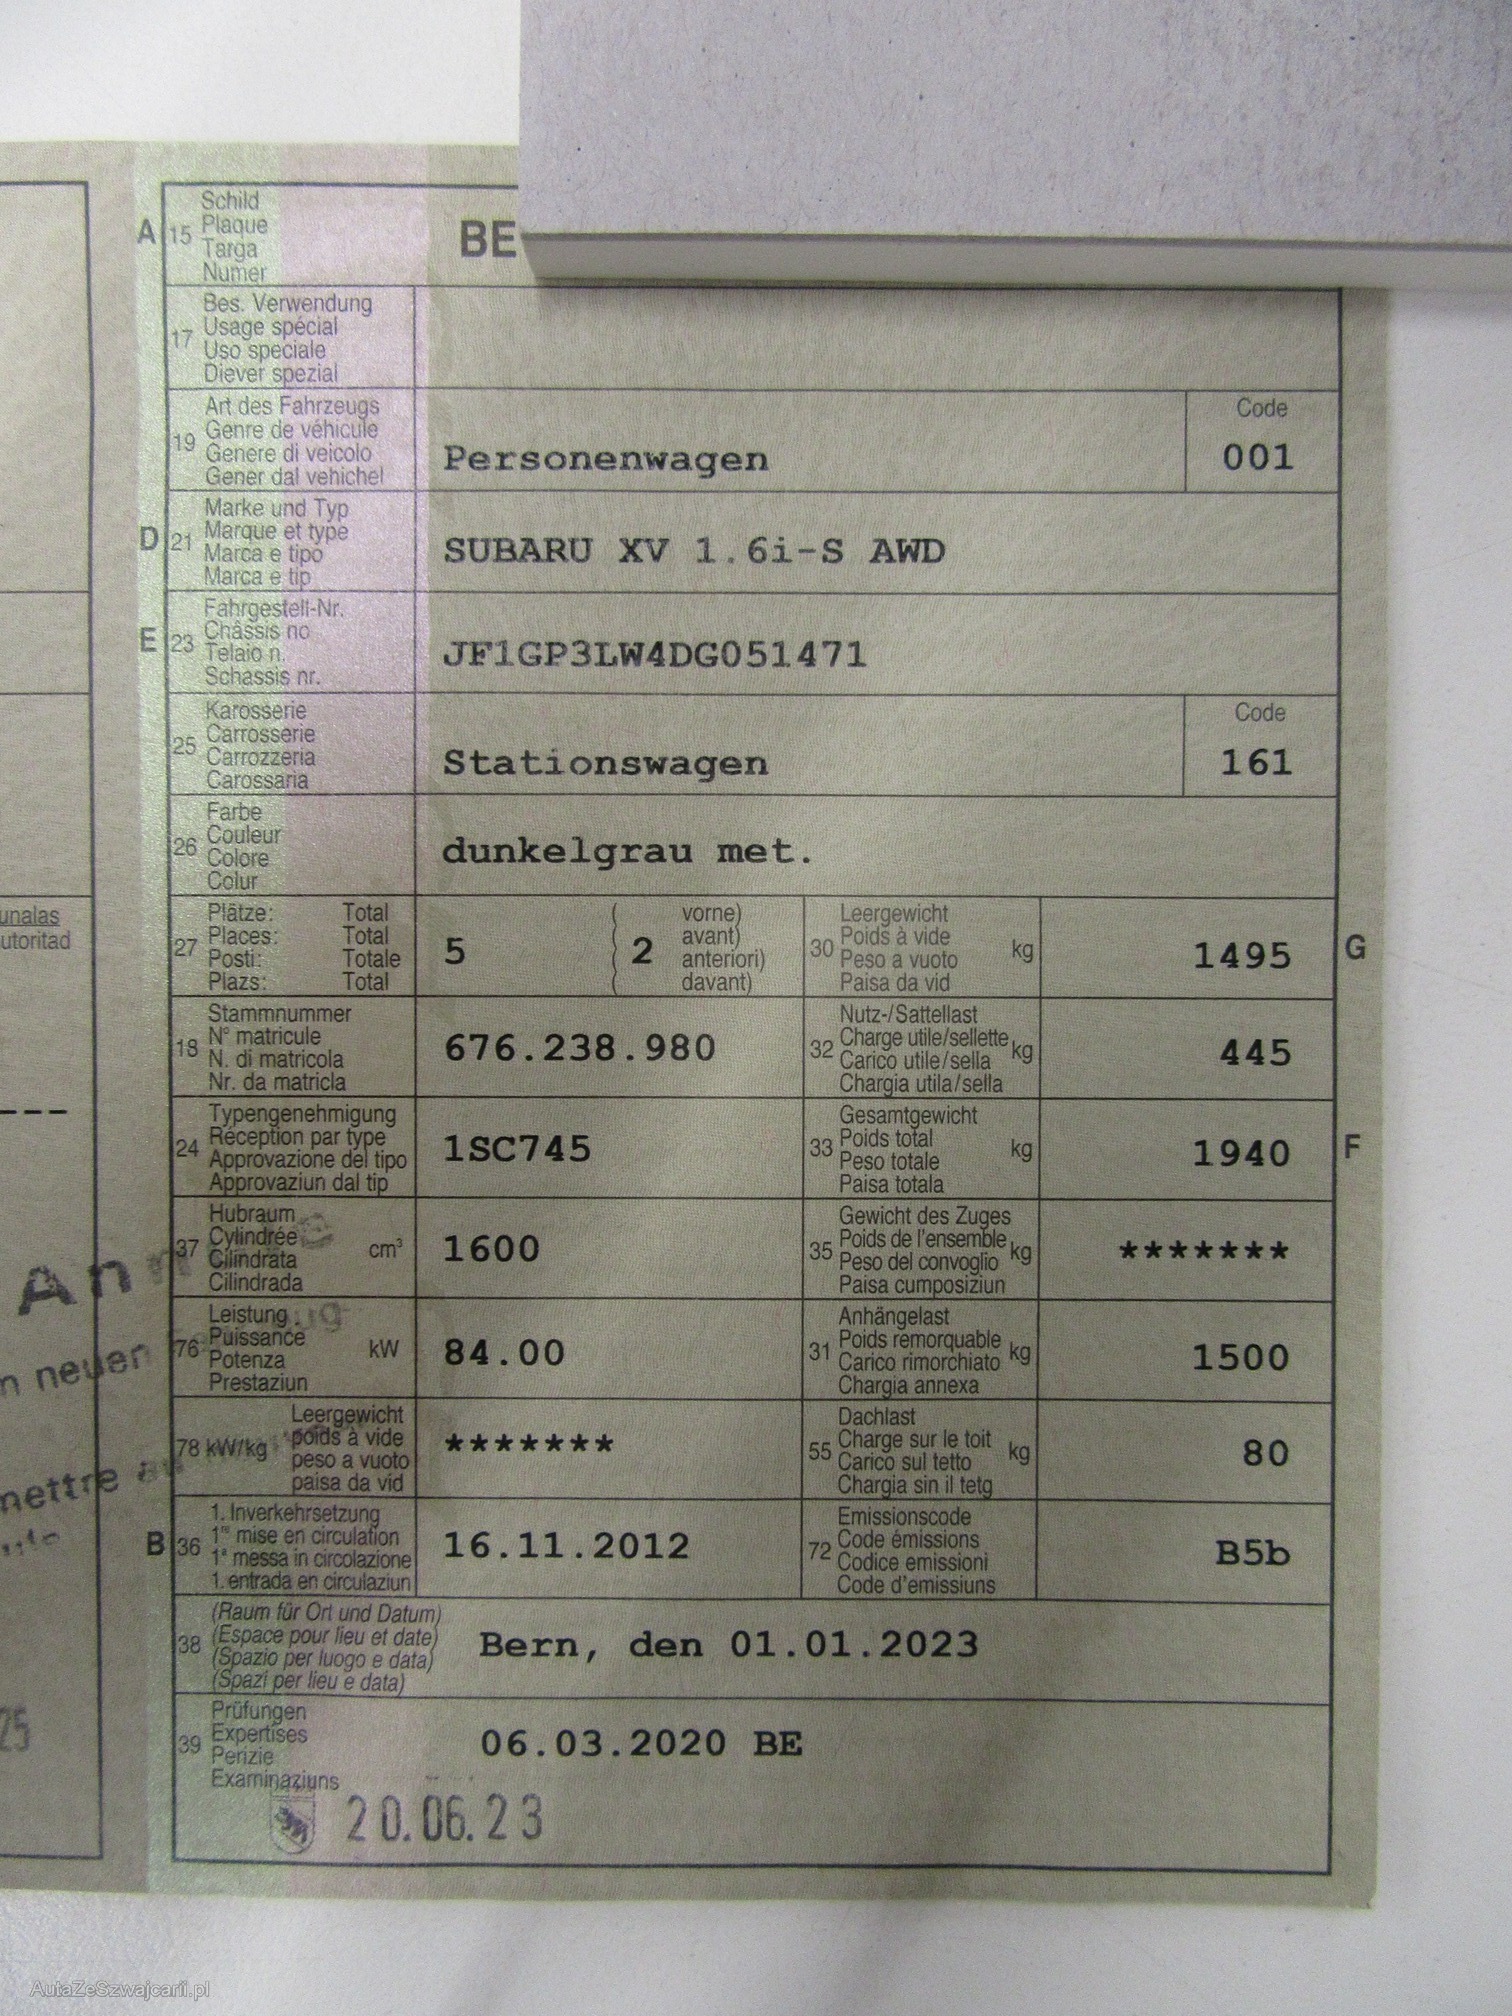 A
15
Schild
Plaque
Targa
Numer
BE
17
Bes. Verwendung
Usage spécial
Uso speciale
Diever spezial
19
Art des Fahrzeugs
Genre de véhicule
Genere di veicolo
Gener dal vehichel
Personenwagen
Code
001
D
21
Marke und Typ
Marque et type
Marca e tipo
Marca e tip
SUBARU XV 1.6i-S AWD
E
23
Fahrgestell-Nr.
Châssis no
Telaio n.
Schassis nr.
JF1GP3LW4DG051471
25
Karosserie
Carrosserie
Carrozzeria
Carossaria
Stationswagen
Code
161
26
Farbe
Couleur
Colore
Colur
dunkelgrau met.
unalas
utoritad
27
Plätze: Total
Places: Total
Posti: Totale
Plazs: Total
5
( vorne)
( 2 avant)
anteriori)
( davant)
30
Leergewicht
Poids à vide
Peso a vuoto
Paisa da vid
kg
1495
G
18
Stammnummer
N° matricule
N. di matricola
Nr. da matricla
676.238.980
32
Nutz-/Sattellast
Charge utile/sellette
Carico utile/sella
Chargia utila/sella
kg
445
24
Typengenehmigung
Réception par type
Approvazione del tipo
Approvaziun dal tip
1SC745
33
Gesamtgewicht
Poids total
Peso totale
Paisa totala
kg
1940
F
37
Hubraum
Cylindrée
Cilindrata
Cilindrada
cm³
1600
35
Gewicht des Zuges
Poids de l'ensemble
Peso del convoglio
Paisa cumposiziun
kg
*******
76
Leistung
Puissance
Potenza
Prestaziun
kW
84.00
31
Anhängelast
Poids remorquable
Carico rimorchiato
Chargia annexa
kg
1500
neuen
78 kW/kg
Leergewicht
poids à vide
peso a vuoto
paisa da vid
*******
55
Dachlast
Charge sur le toit
Carico sul tetto
Chargia sin il tetg
kg
80
mettre
B
36
1. Inverkehrsetzung
1re mise en circulation
1a messa in circolazione
1. entrada en circulaziun
16.11.2012
72
Emissionscode
Code émissions
Codice emissioni
Code d'emissiuns
B5b
38
(Raum für Ort und Datum)
(Espace pour lieu et date)
(Spazio per luogo e data)
(Spazi per lieu e data)
Bern, den 01.01.2023
25
39
Prüfungen
Expertises
Perizie
Examinaziuns
06.03.2020 BE
20.06.23
AutaZeSzwajcarii.pl